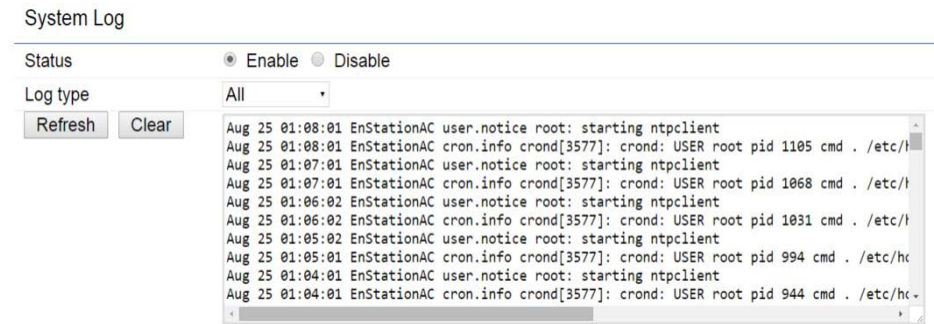 System Log
Status Enable Disable
Log type All
Refresh Clear
Aug 25 01:08:01 EnStationAC user.notice root: starting ntpclient
Aug 25 01:08:01 EnStationAC cron.info crond[3577]: crond: USER root pid 1105 cmd . /etc/h
Aug 25 01:07:01 EnStationAC user.notice root: starting ntpclient
Aug 25 01:07:01 EnStationAC cron.info crond[3577]: crond: USER root pid 1068 cmd . /etc/h
Aug 25 01:06:02 EnStationAC user.notice root: starting ntpclient
Aug 25 01:06:02 EnStationAC cron.info crond[3577]: crond: USER root pid 1031 cmd . /etc/h
Aug 25 01:05:02 EnStationAC user.notice root: starting ntpclient
Aug 25 01:05:01 EnStationAC cron.info crond[3577]: crond: USER root pid 994 cmd . /etc/ho
Aug 25 01:04:01 EnStationAC user.notice root: starting ntpclient
Aug 25 01:04:01 EnStationAC cron.info crond[3577]: crond: USER root pid 944 cmd . /etc/ho